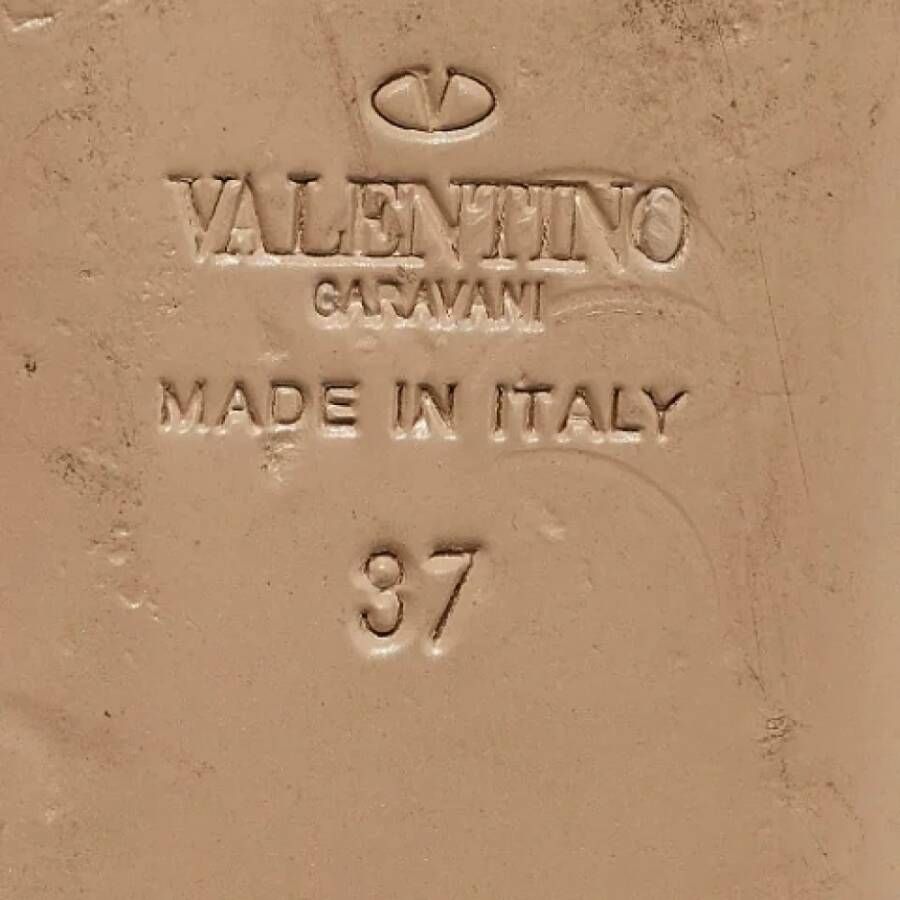 VALENTINO
GARAVANI
MADE IN ITALY
37